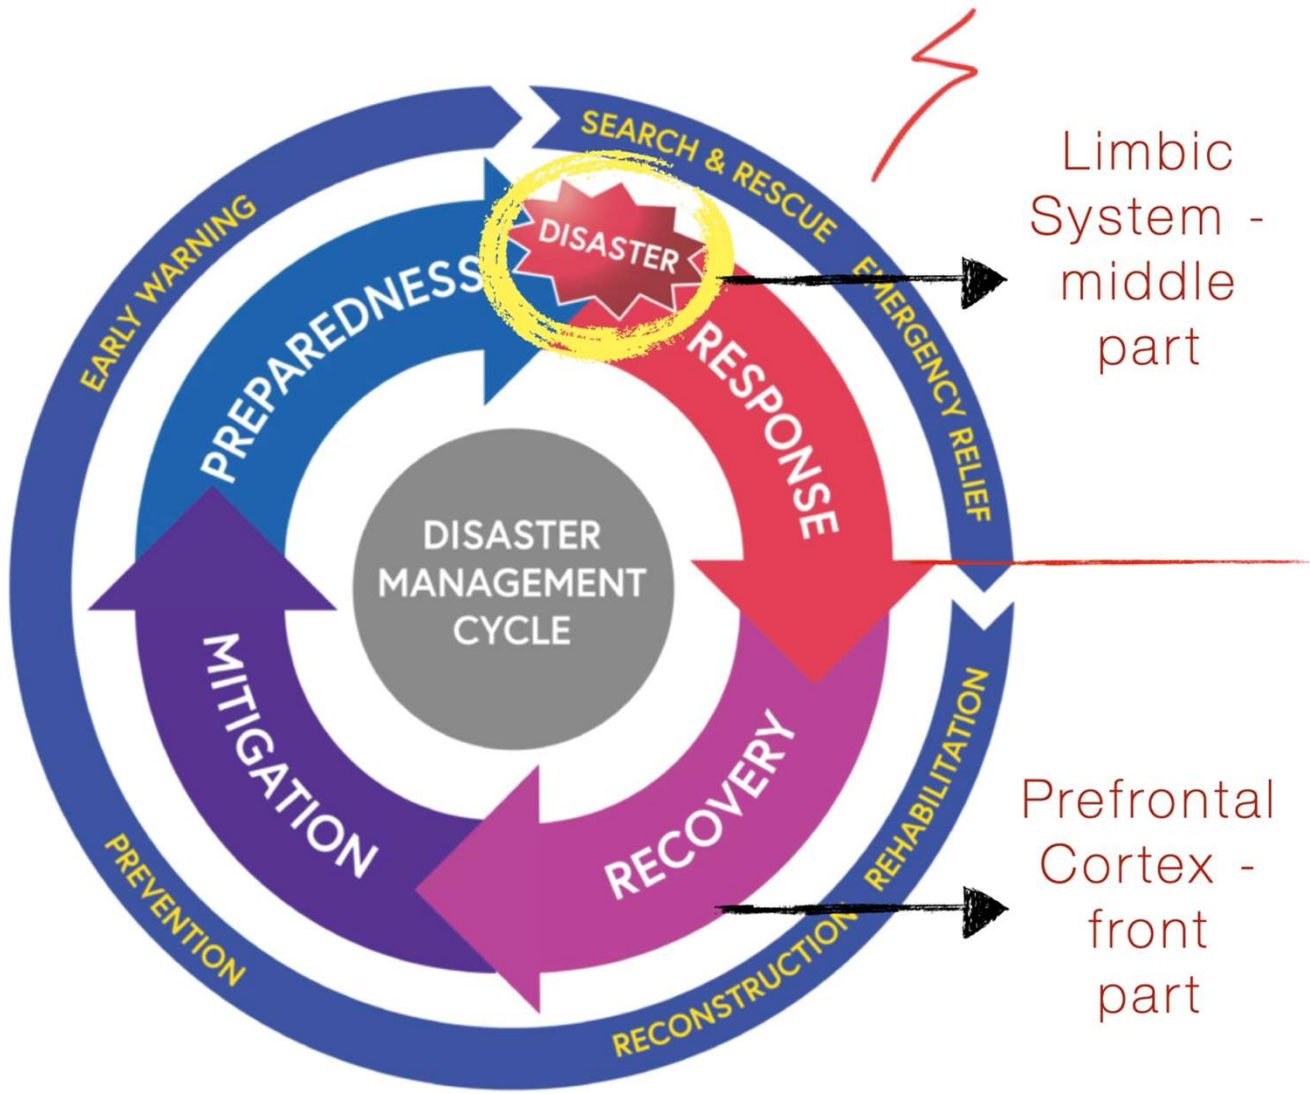 SEARCH & RESCUE
EMERGENCY RELIEF
EARLY WARNING
DISASTER
PREPAREDNESS
RESPONSE
Limbic
System -
middle
part
DISASTER
MANAGEMENT
CYCLE
MITIGATION
RECOVERY
REHABILITATION
RECONSTRUCTION
PREVENTION
Prefrontal
Cortex -
front
part